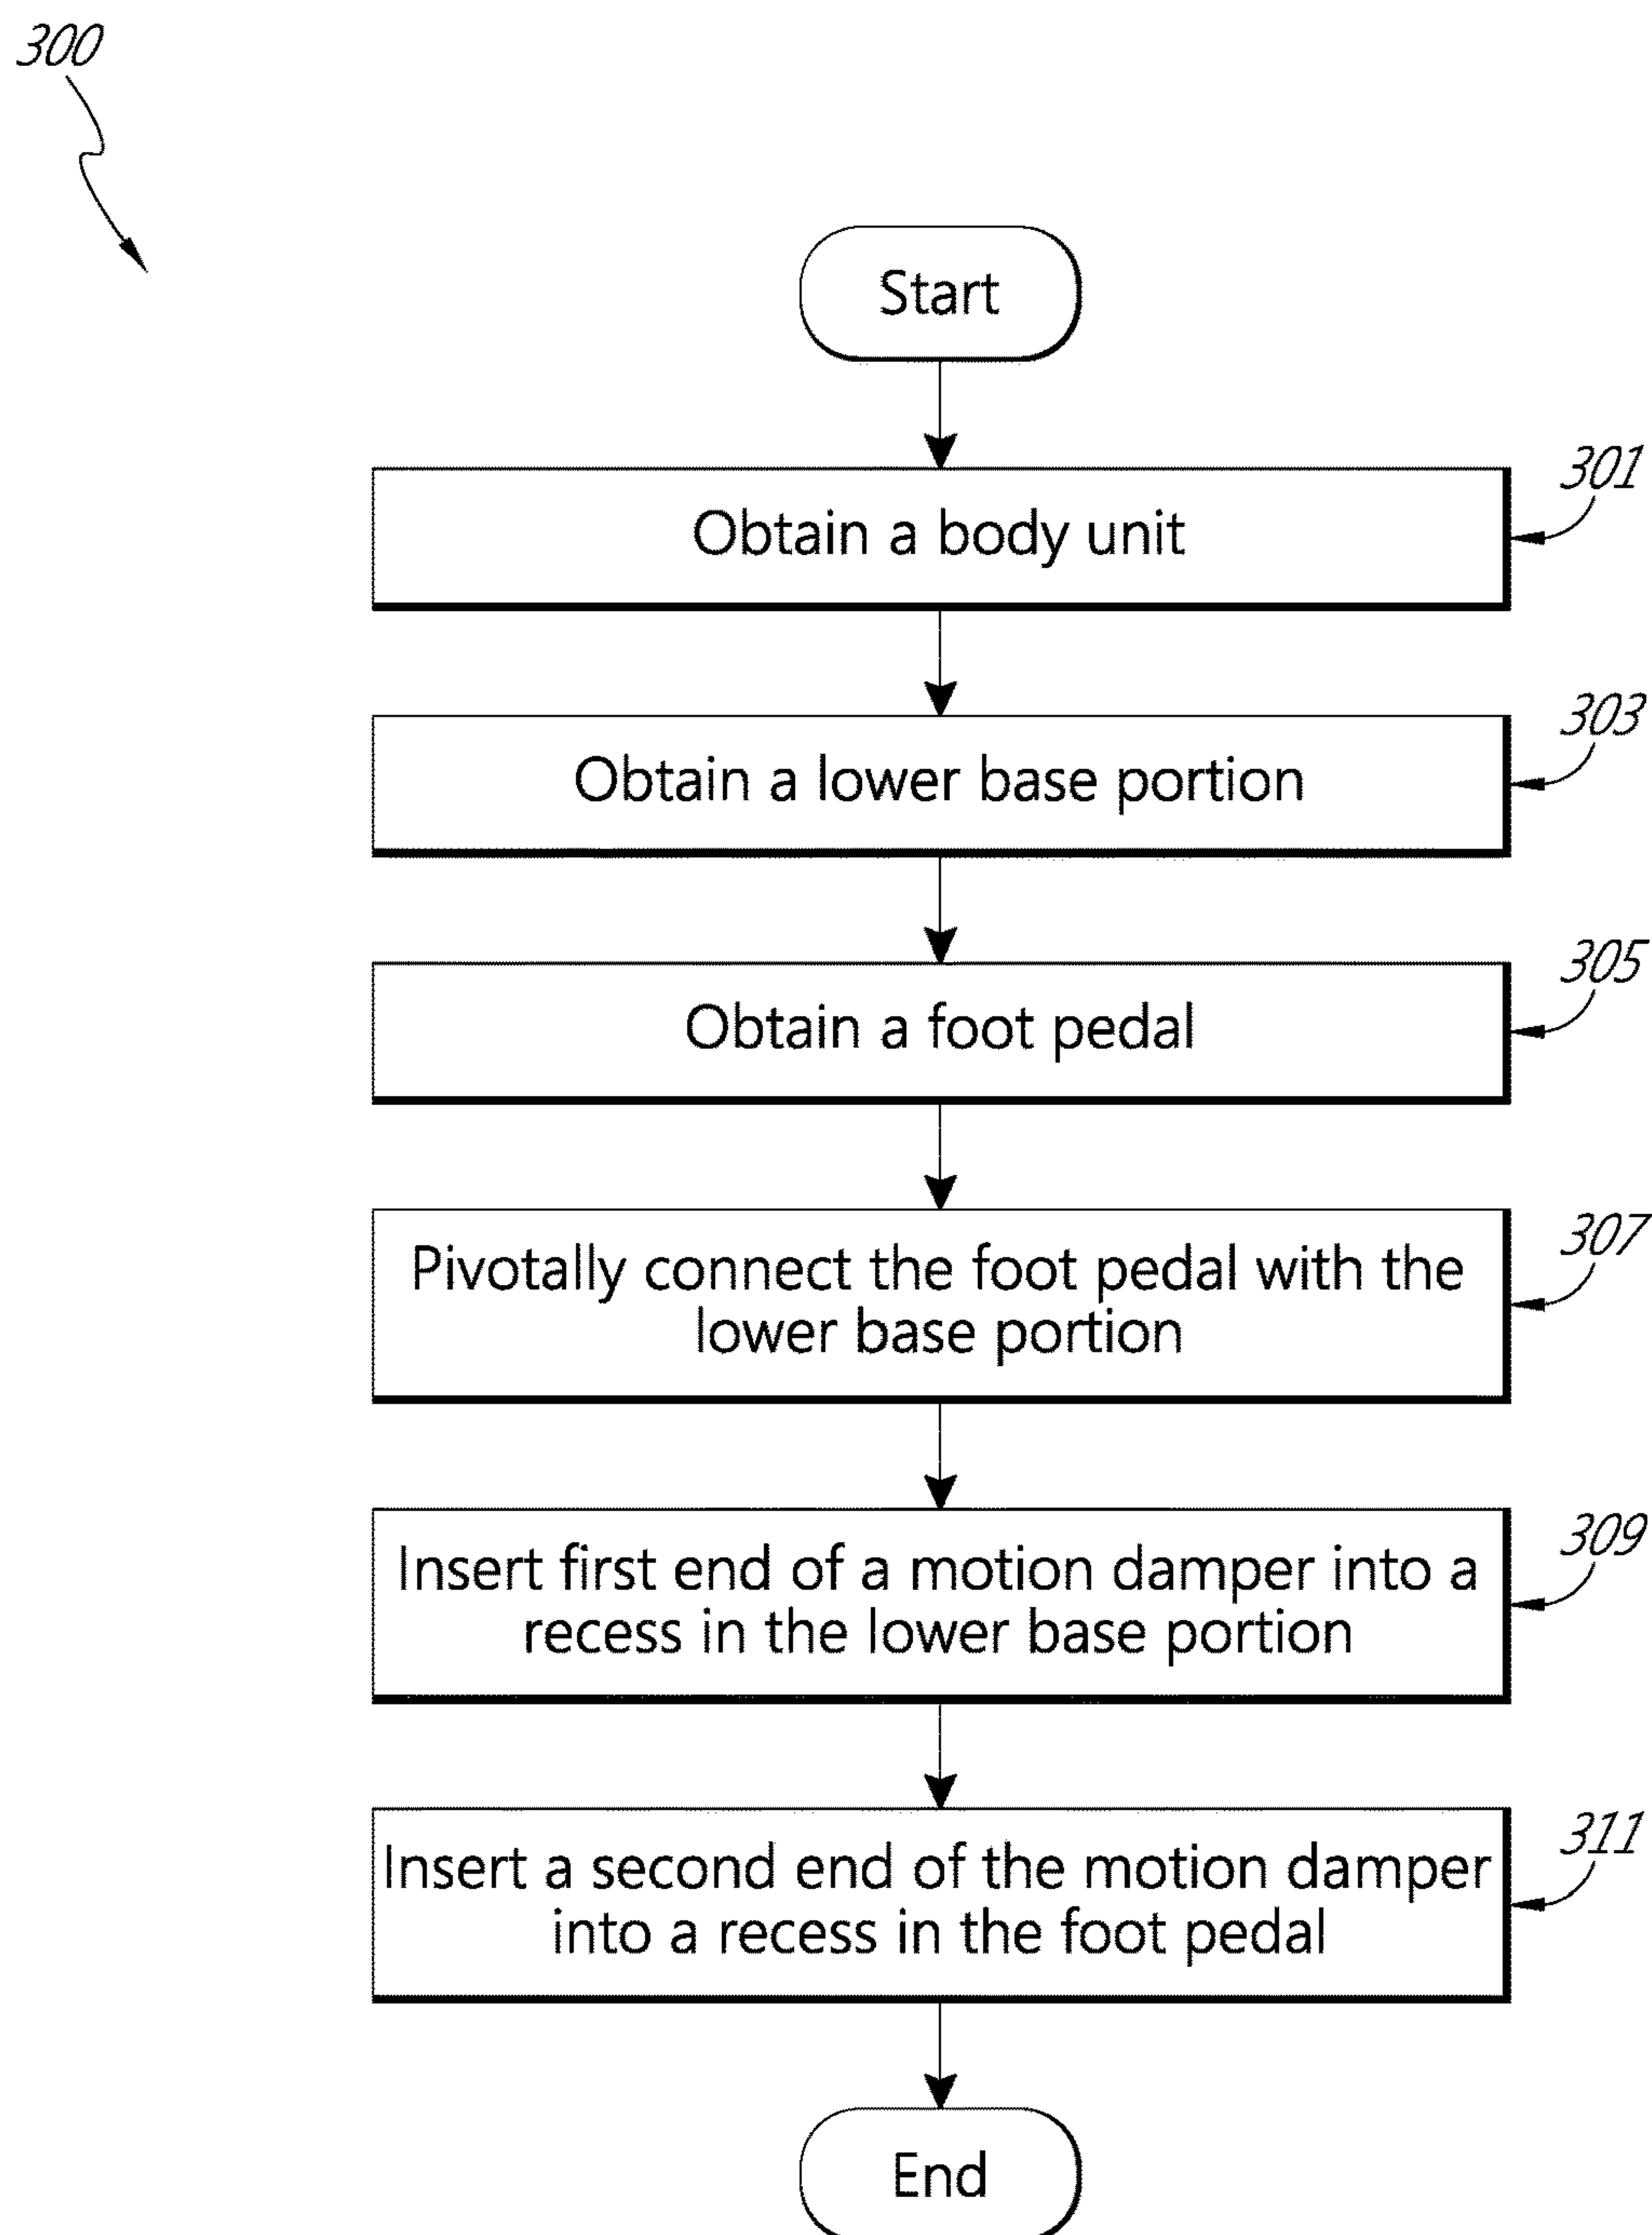 300
Start
Obtain a body unit
301
Obtain a lower base portion
303
Obtain a foot pedal
305
Pivotally connect the foot pedal with the
lower base portion
307
Insert first end of a motion damper into a
recess in the lower base portion
309
Insert a second end of the motion damper
into a recess in the foot pedal
311
End